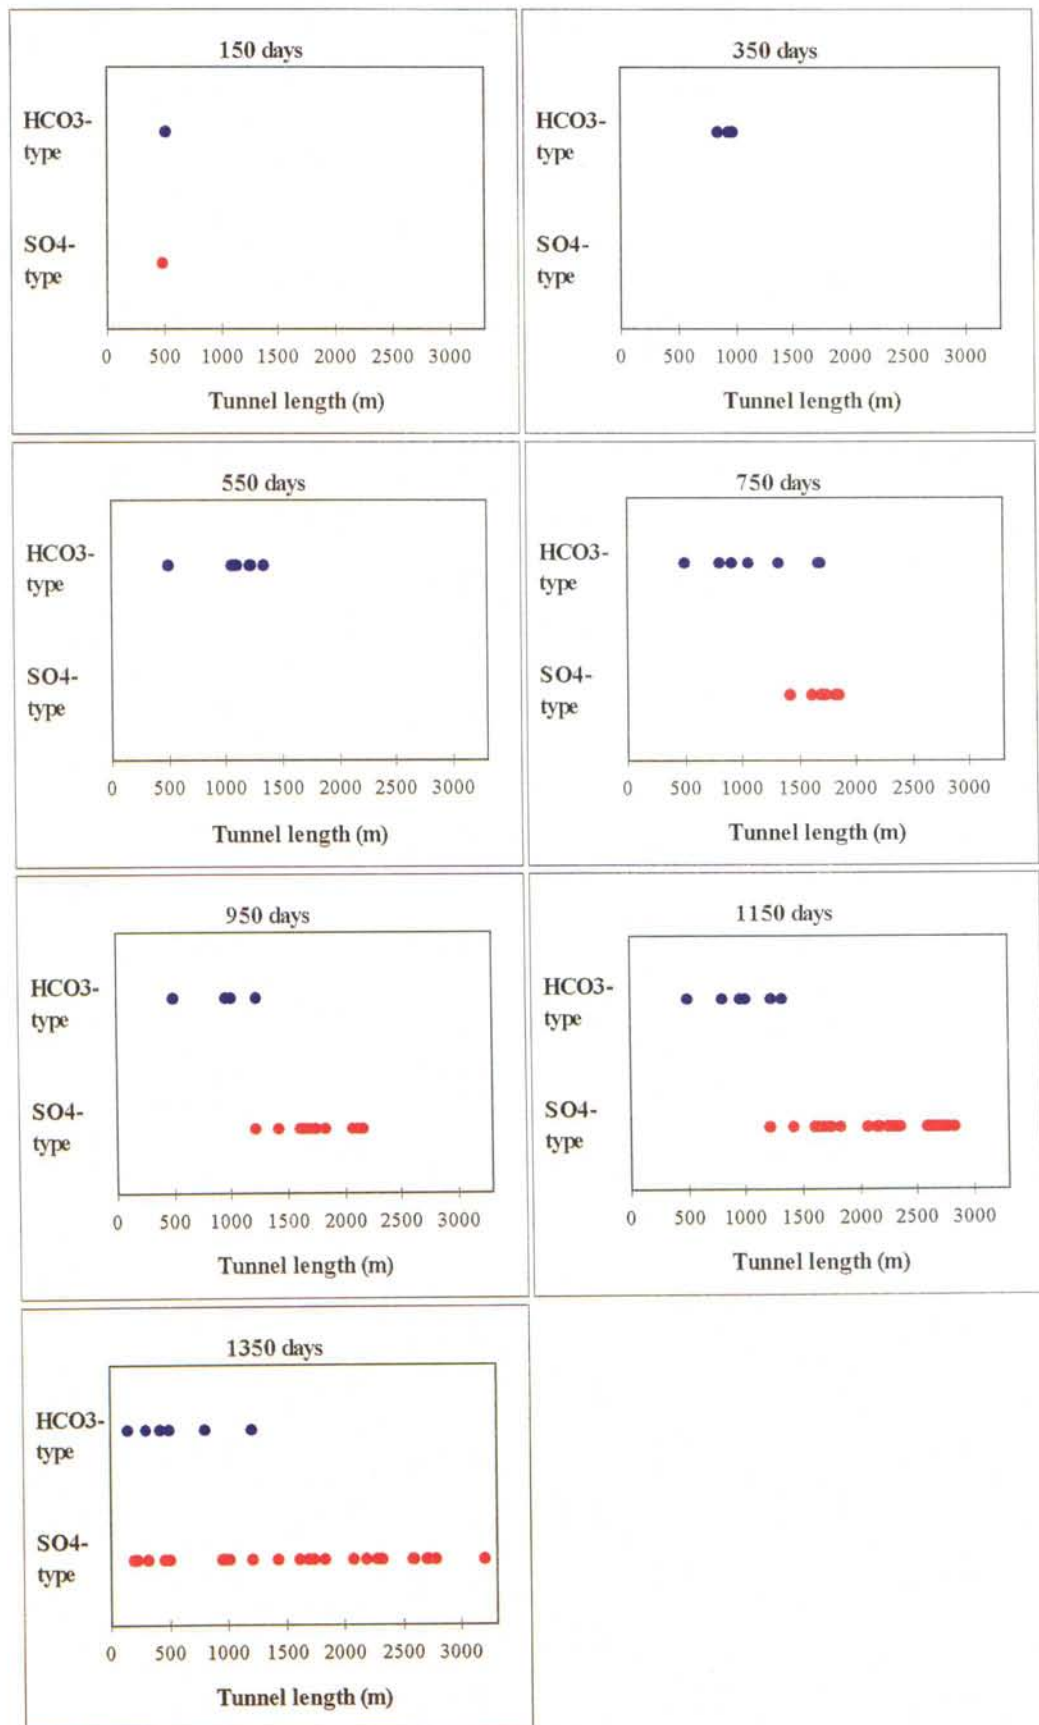 150 days
HCO3-
type
SO4-
type
0 500 1000 1500 2000 2500 3000
Tunnel length (m)
350 days
HCO3-
type
SO4-
type
0 500 1000 1500 2000 2500 3000
Tunnel length (m)
550 days
HCO3-
type
SO4-
type
0 500 1000 1500 2000 2500 3000
Tunnel length (m)
750 days
HCO3-
type
SO4-
type
0 500 1000 1500 2000 2500 3000
Tunnel length (m)
950 days
HCO3-
type
SO4-
type
0 500 1000 1500 2000 2500 3000
Tunnel length (m)
1150 days
HCO3-
type
SO4-
type
0 500 1000 1500 2000 2500 3000
Tunnel length (m)
1350 days
HCO3-
type
SO4-
type
0 500 1000 1500 2000 2500 3000
Tunnel length (m)